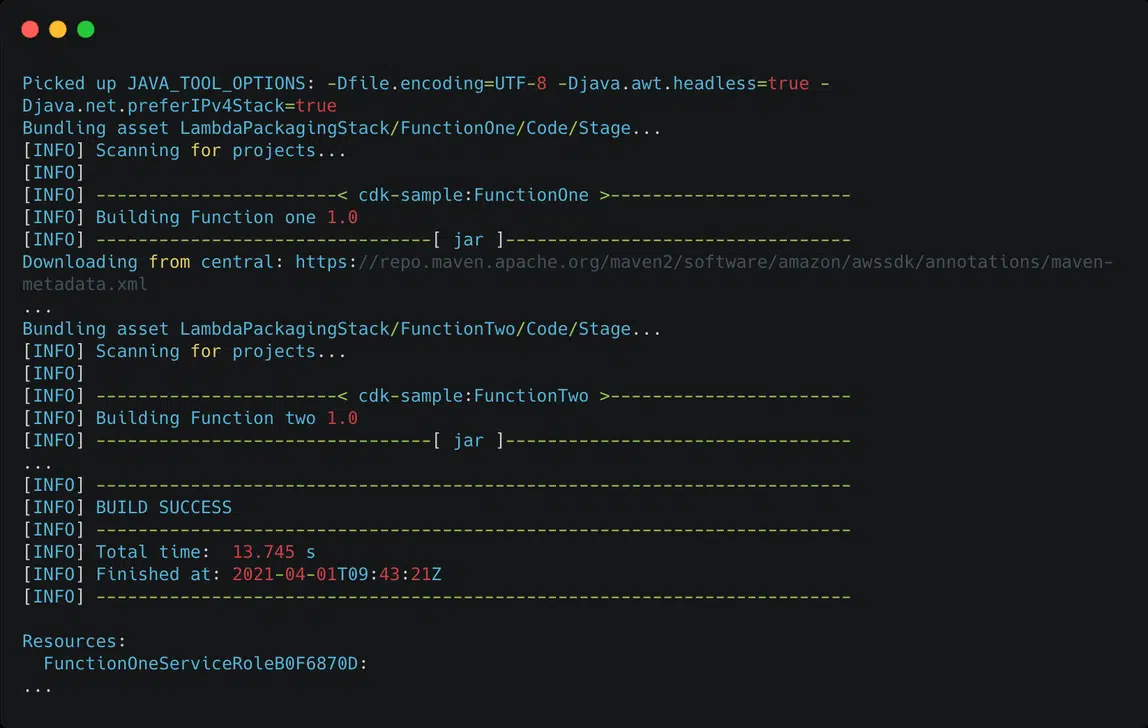 Picked up JAVA_TOOL_OPTIONS: -Dfile.encoding=UTF-8 -Djava.awt.headless=true -
Djava.net.preferIPv4Stack=true
Bundling asset LambdaPackagingStack/FunctionOne/Code/Stage...
[INFO] Scanning for projects...
[INFO]
[INFO] -----------------------< cdk-sample:FunctionOne >-----------------------
[INFO] Building Function one 1.0
[INFO] --------------------------------[ jar ]---------------------------------
Downloading from central: https://repo.maven.apache.org/maven2/software/amazon/awssdk/annotations/maven-
metadata.xml
...
Bundling asset LambdaPackagingStack/FunctionTwo/Code/Stage...
[INFO] Scanning for projects...
[INFO]
[INFO] -----------------------< cdk-sample:FunctionTwo >-----------------------
[INFO] Building Function two 1.0
[INFO] --------------------------------[ jar ]---------------------------------
...
[INFO] ------------------------------------------------------------------------
[INFO] BUILD SUCCESS
[INFO] ------------------------------------------------------------------------
[INFO] Total time:  13.745 s
[INFO] Finished at: 2021-04-01T09:43:21Z
[INFO] ------------------------------------------------------------------------
Resources:
  FunctionOneServiceRoleB0F6870D:
...